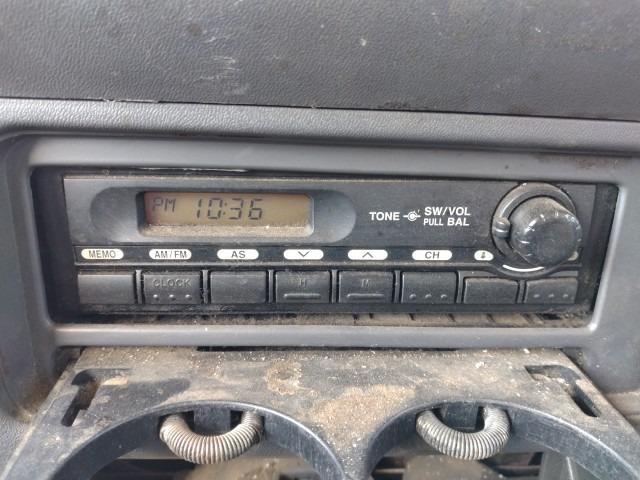 PM 10:36
TONE SW/VOL
PULL BAL
MEMO AM/FM AS CH
CLOCK H M